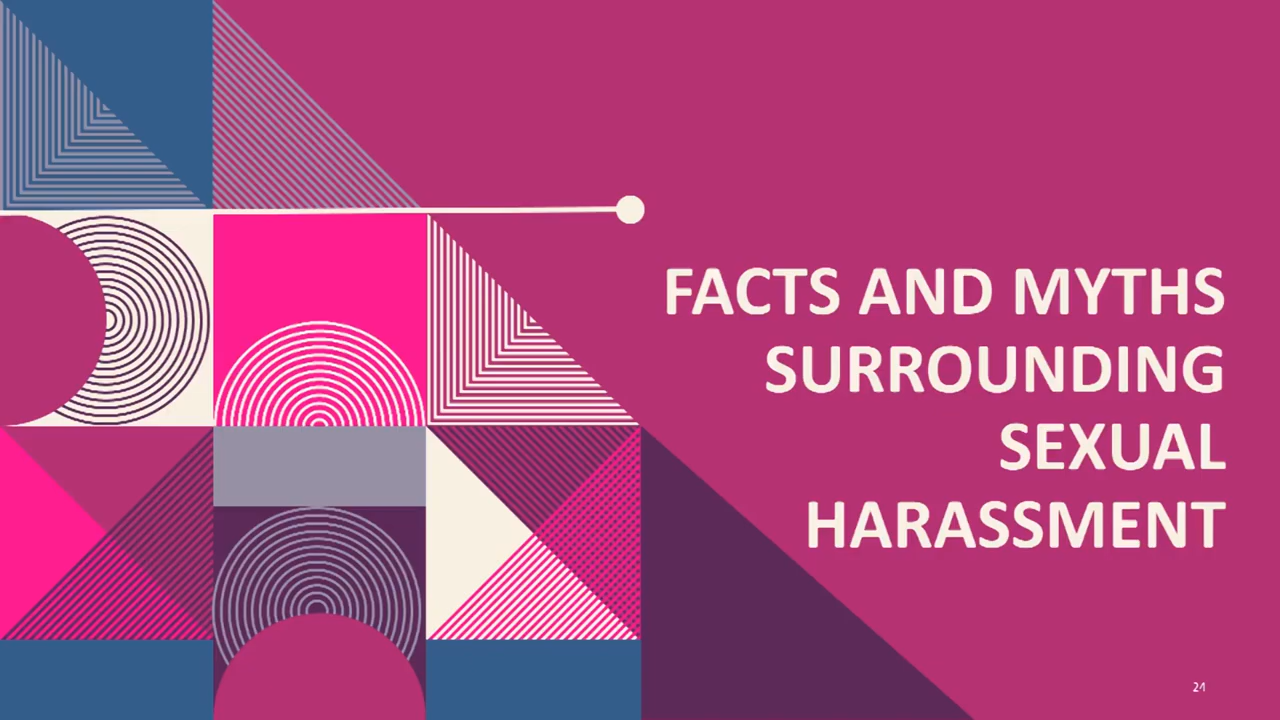 FACTS AND MYTHS
SURROUNDING
SEXUAL
HARASSMENT
24